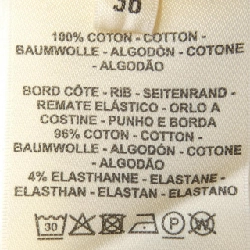 36
100% COTON - COTTON -
BAUMWOLLE - ALGODÓN - COTONE
- ALGODÃO
BORD CÔTE - RIB - SEITENRAND -
REMATE ELÁSTICO - ORLO A
COSTINE - PUNHO E BORDA
96% COTON - COTTON -
BAUMWOLLE - ALGODÓN - COTONE
- ALGODÃO
4% ELASTHANNE - ELASTANE -
ELASTHAN - ELASTAN - ELASTANO
30 P W